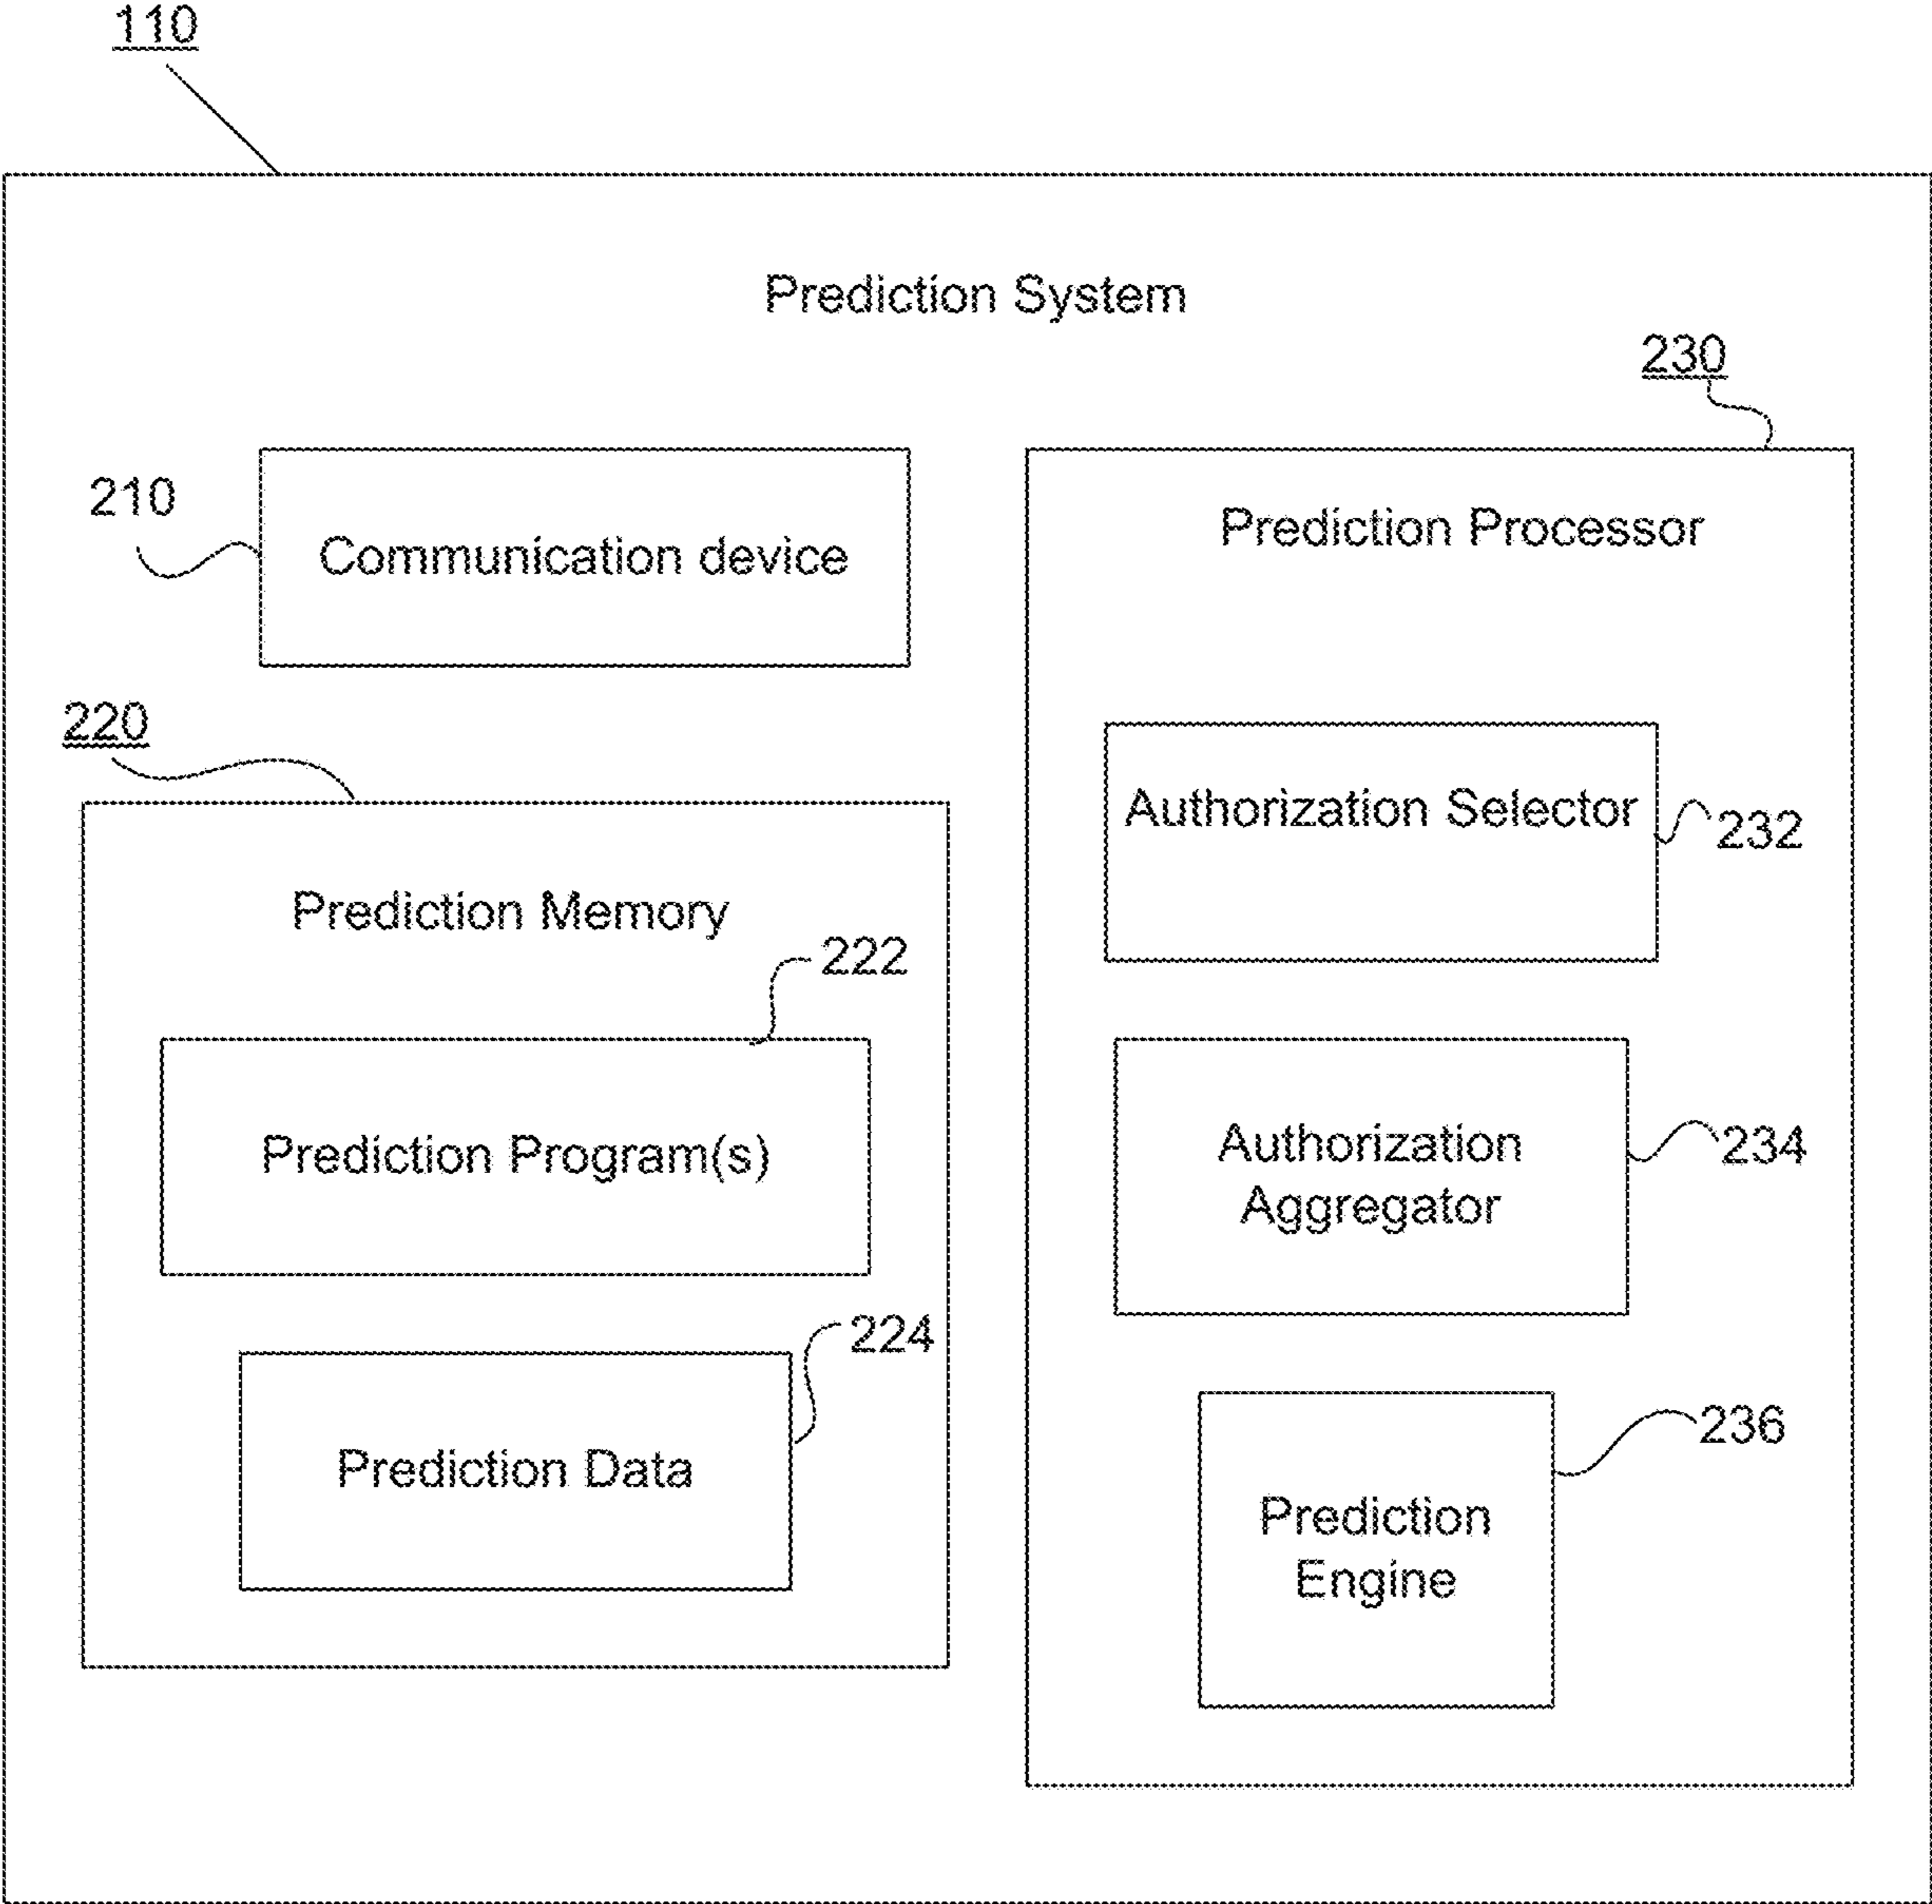 110
Prediction System
230
210
Communication device
Prediction Processor
220
Authorization Selector
232
Prediction Memory
222
Prediction Program(s)
Authorization
Aggregator
234
224
Prediction Data
236
Prediction
Engine